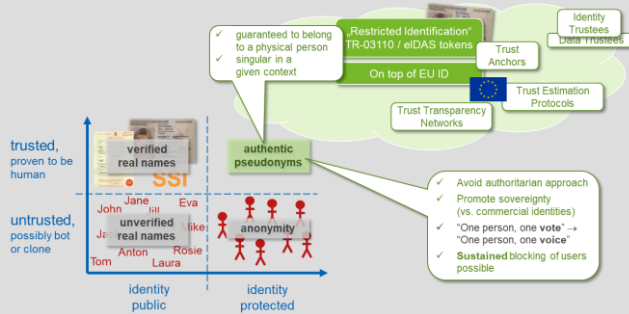 guaranteed to belong
to a physical person
singular in a
given context
„Restricted Identification“
TR-03110 / eIDAS tokens
On top of EU ID
Identity
Trustees
Data Trustees
Trust
Anchors
Trust Estimation
Protocols
Trust Transparency
Networks
trusted,
proven to be
human
verified
real names
SSI
authentic
pseudonyms
untrusted,
possibly bot
or clone
John
Jane
Jill
Eva
unverified
real names
Mike
Anton
Rosie
Tom
Laura
anonymity
identity
public
identity
protected
Avoid authoritarian approach
Promote sovereignty
(vs. commercial identities)
“One person, one vote” →
“One person, one voice”
Sustained blocking of users
possible